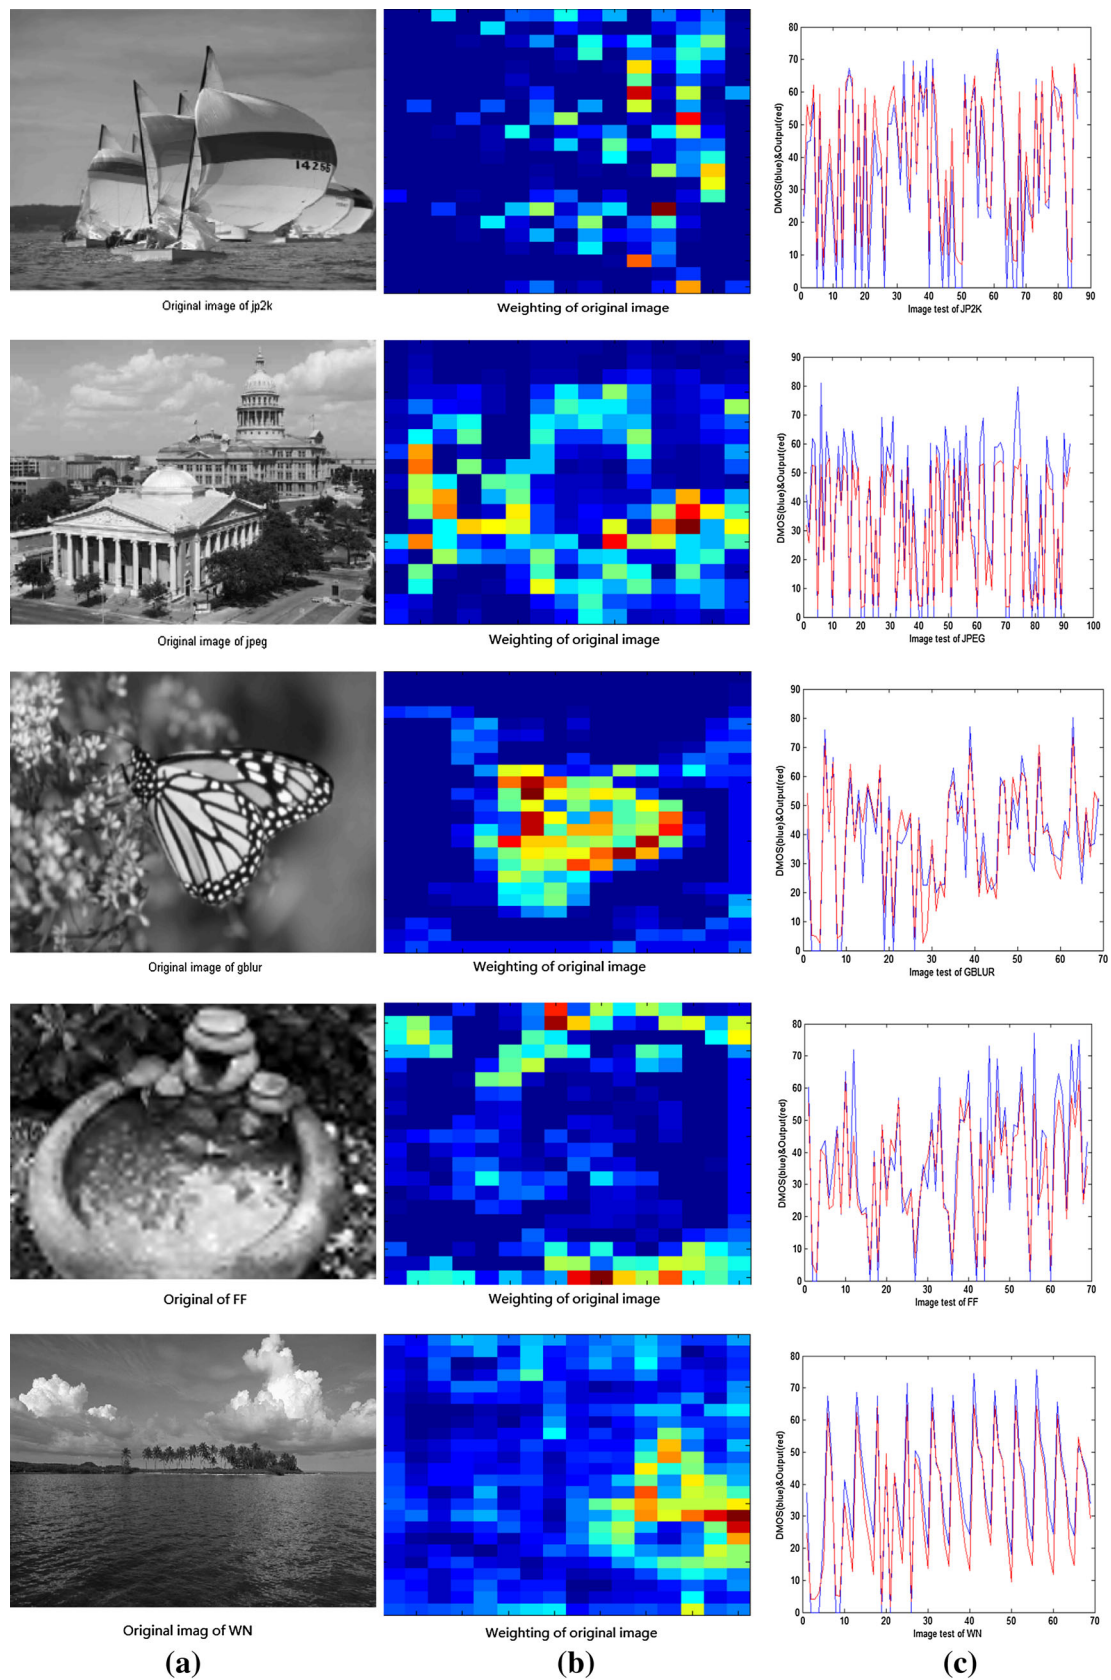 14256
Original image of jp2k
Weighting of original image
DMOS(blue)&Output(red)
80
70
60
50
40
30
20
10
0
0 10 20 30 40 50 60 70 80 90
Image test of JP2K
Original image of jpeg
Weighting of original image
DMOS(blue)&Output(red)
90
80
70
60
50
40
30
20
10
0
0 10 20 30 40 50 60 70 80 90 100
Image test of JPEG
Original image of gblur
Weighting of original image
DMOS(blue)&Output(red)
90
80
70
60
50
40
30
20
10
0
0 10 20 30 40 50 60 70
Image test of GBLUR
Original of FF
Weighting of original image
DMOS(blue)&Output(red)
80
70
60
50
40
30
20
10
0
0 10 20 30 40 50 60 70
Image test of FF
Original imag of WN
Weighting of original image
DMOS(blue)&Output(red)
80
70
60
50
40
30
20
10
0
0 10 20 30 40 50 60 70
Image test of WN
(a) (b) (c)